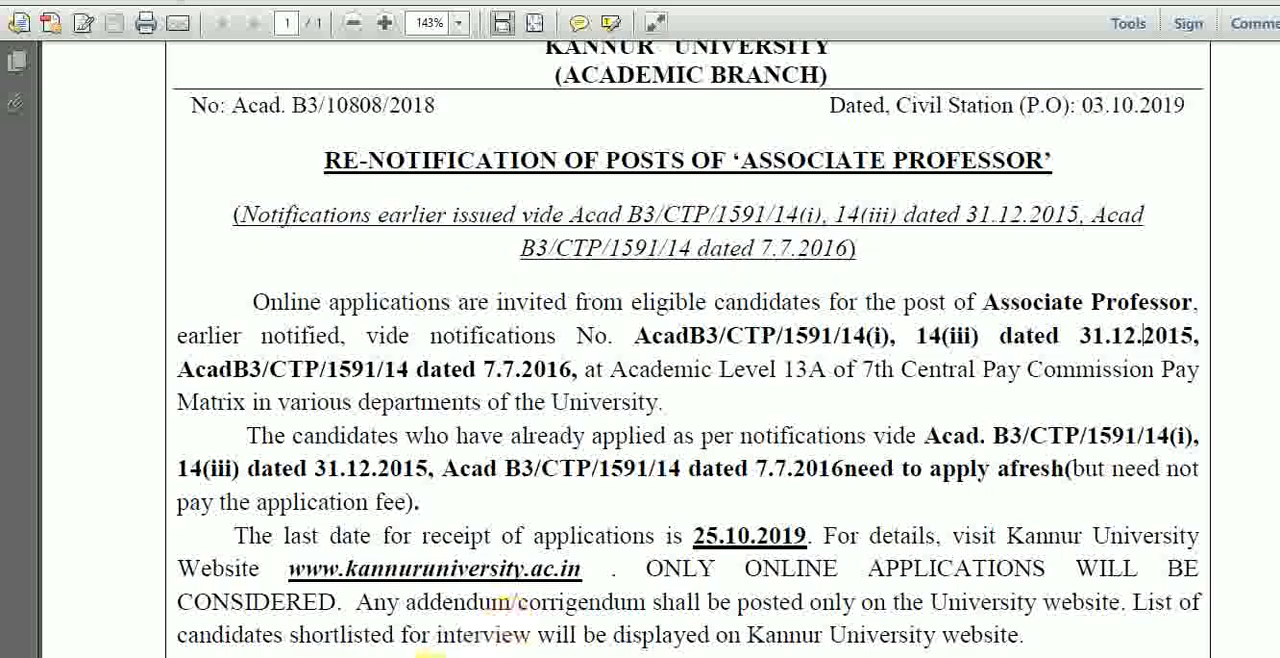 1 / 1 143% Tools Sign Comme
KANNUR UNIVERSITY
(ACADEMIC BRANCH)
No: Acad. B3/10808/2018 Dated, Civil Station (P.O): 03.10.2019
RE-NOTIFICATION OF POSTS OF ‘ASSOCIATE PROFESSOR’
(Notifications earlier issued vide Acad B3/CTP/1591/14(i), 14(iii) dated 31.12.2015, Acad
B3/CTP/1591/14 dated 7.7.2016)
Online applications are invited from eligible candidates for the post of Associate Professor,
earlier notified, vide notifications No. AcadB3/CTP/1591/14(i), 14(iii) dated 31.12.2015,
AcadB3/CTP/1591/14 dated 7.7.2016, at Academic Level 13A of 7th Central Pay Commission Pay
Matrix in various departments of the University.
The candidates who have already applied as per notifications vide Acad. B3/CTP/1591/14(i),
14(iii) dated 31.12.2015, Acad B3/CTP/1591/14 dated 7.7.2016need to apply afresh(but need not
pay the application fee).
The last date for receipt of applications is 25.10.2019. For details, visit Kannur University
Website www.kannuruniversity.ac.in . ONLY ONLINE APPLICATIONS WILL BE
CONSIDERED. Any addendum/corrigendum shall be posted only on the University website. List of
candidates shortlisted for interview will be displayed on Kannur University website.